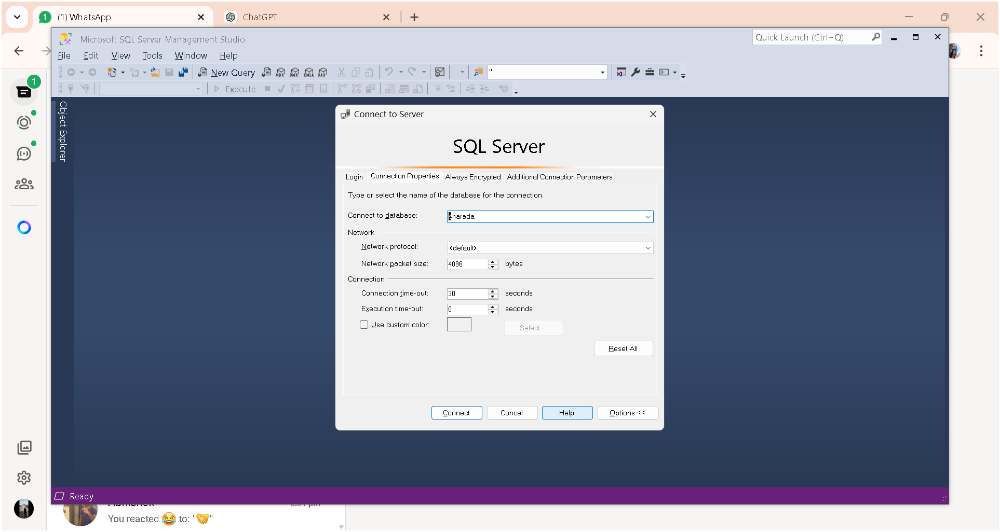 (1) WhatsApp
ChatGPT
Microsoft SQL Server Management Studio
Quick Launch (Ctrl+Q)
File Edit View Tools Window Help
New Query MDX DMX XMLA DAX "
Execute
1
Object Explorer
Connect to Server
SQL Server
Login Connection Properties Always Encrypted Additional Connection Parameters
Type or select the name of the database for the connection.
Connect to database: sharada
Network
Network protocol: <default>
Network packet size: 4096 bytes
Connection
Connection time-out: 30 seconds
Execution time-out: 0 seconds
Use custom color: Select...
Reset All
Connect Cancel Help Options <<
Ready
You reacted 😂 to: "🤝"